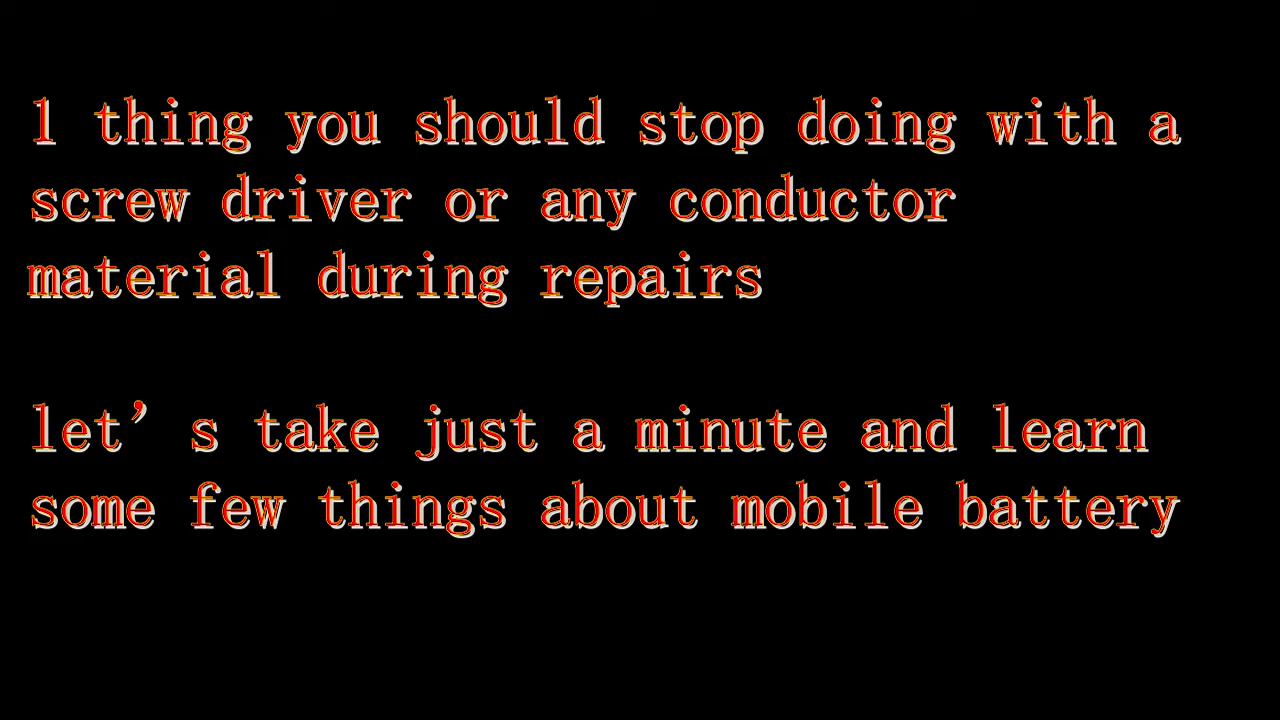 1 thing you should stop doing with a
screw driver or any conductor
material during repairs
let’s take just a minute and learn
some few things about mobile battery